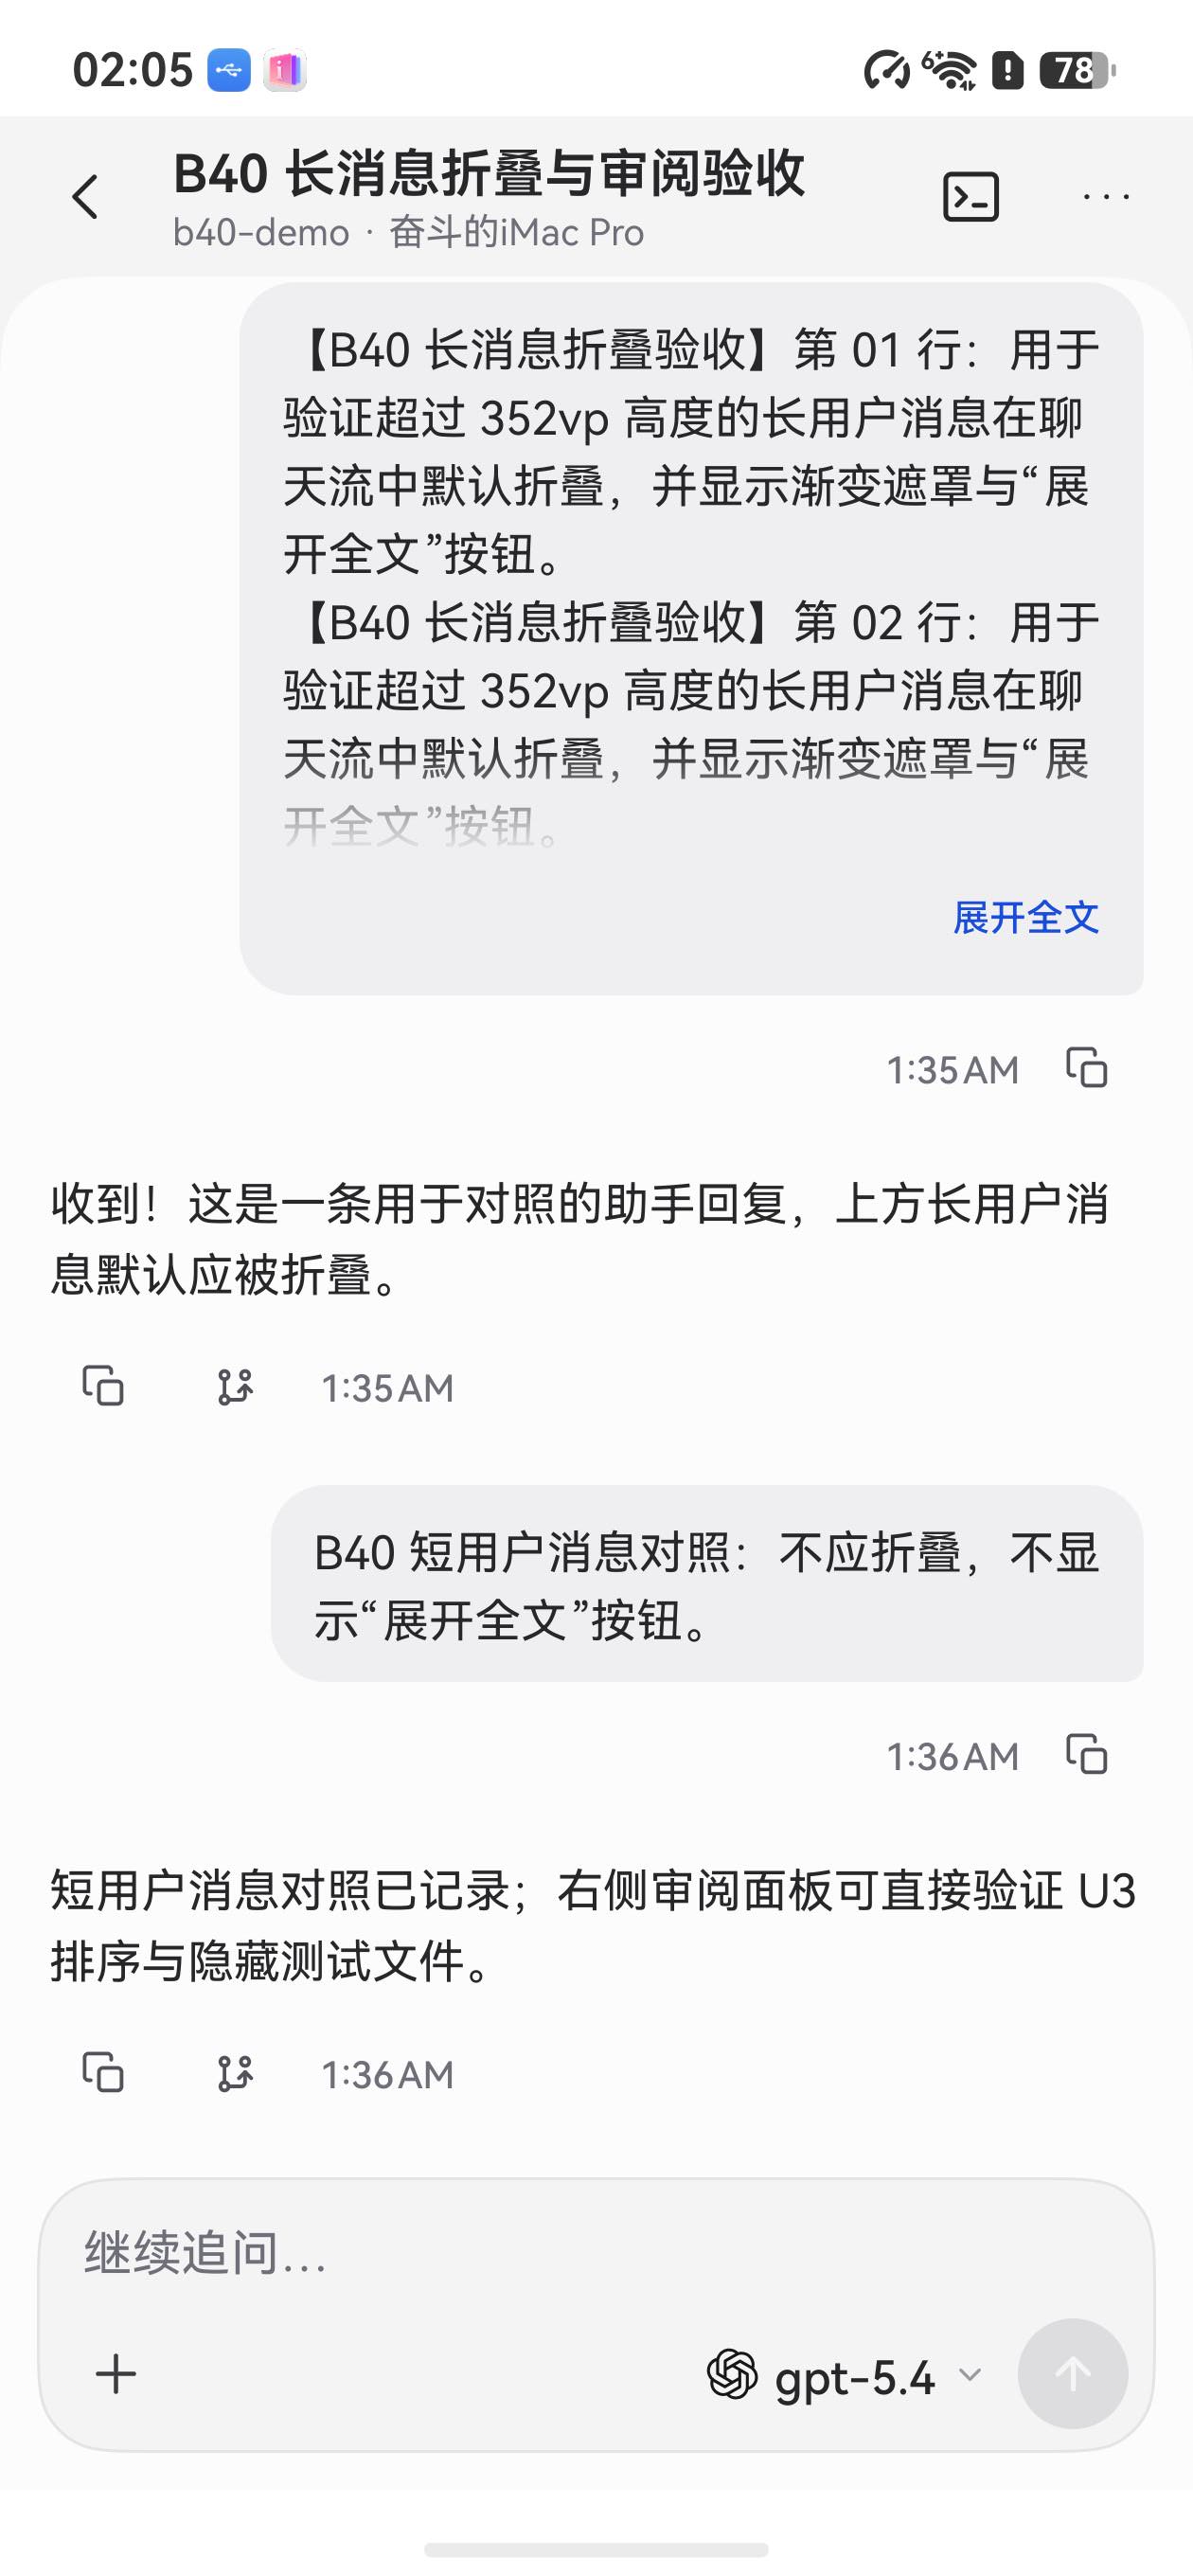 02:05
6+
78
B40 长消息折叠与审阅验收
b40-demo · 奋斗的iMac Pro
【B40 长消息折叠验收】第 01 行：用于
验证超过 352vp 高度的长用户消息在聊
天流中默认折叠，并显示渐变遮罩与“展
开全文”按钮。
【B40 长消息折叠验收】第 02 行：用于
验证超过 352vp 高度的长用户消息在聊
天流中默认折叠，并显示渐变遮罩与“展
开全文”按钮。
展开全文
1:35 AM
收到！这是一条用于对照的助手回复，上方长用户消
息默认应被折叠。
1:35 AM
B40 短用户消息对照：不应折叠，不显
示“展开全文”按钮。
1:36 AM
短用户消息对照已记录；右侧审阅面板可直接验证 U3
排序与隐藏测试文件。
1:36 AM
继续追问...
gpt-5.4